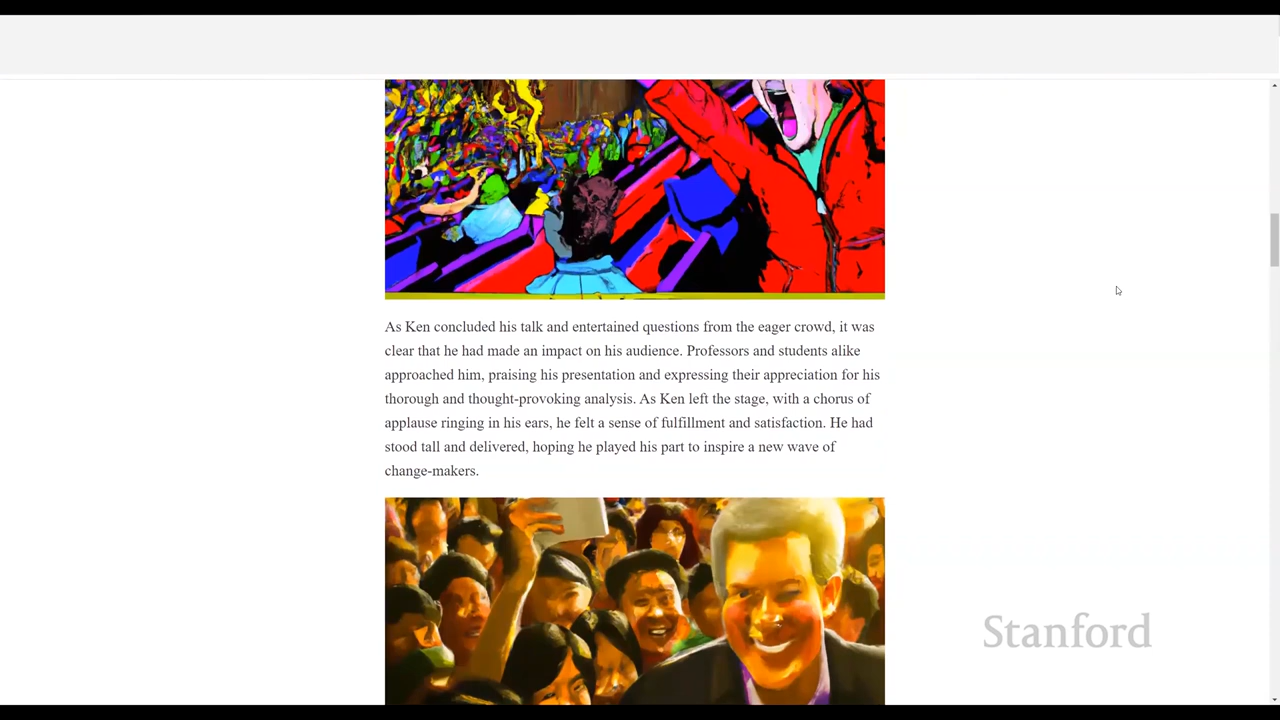 As Ken concluded his talk and entertained questions from the eager crowd, it was
clear that he had made an impact on his audience. Professors and students alike
approached him, praising his presentation and expressing their appreciation for his
thorough and thought-provoking analysis. As Ken left the stage, with a chorus of
applause ringing in his ears, he felt a sense of fulfillment and satisfaction. He had
stood tall and delivered, hoping he played his part to inspire a new wave of
change-makers.
Stanford